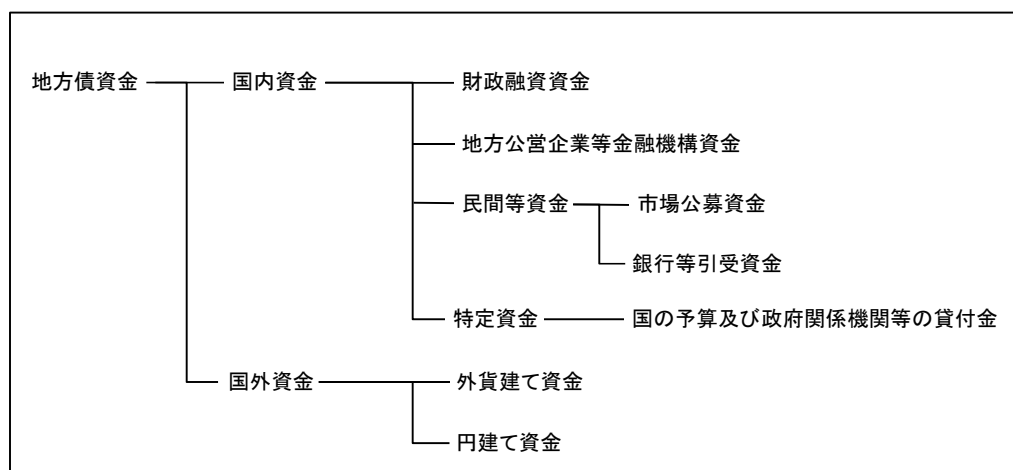 地方債資金 国内資金 財政融資資金
地方公営企業等金融機構資金
民間等資金 市場公募資金
銀行等引受資金
特定資金 国の予算及び政府関係機関等の貸付金
国外資金 外貨建て資金
円建て資金